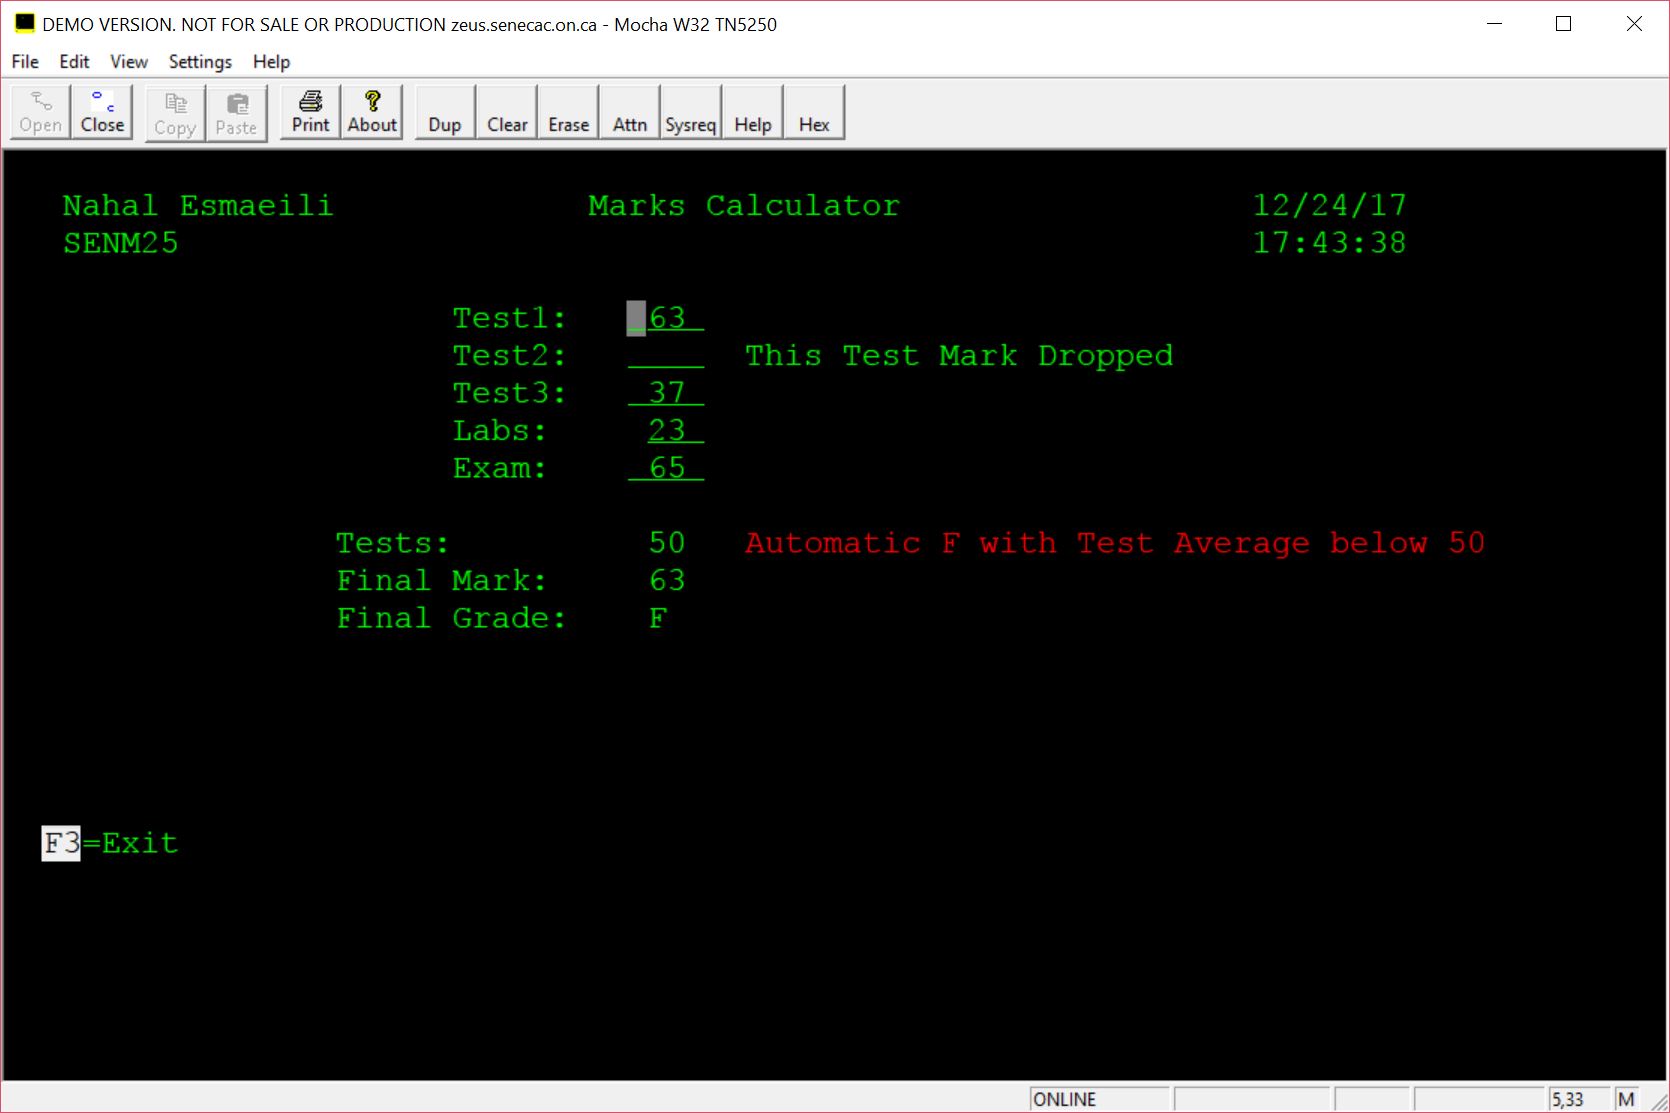 DEMO VERSION. NOT FOR SALE OR PRODUCTION zeus.senecac.on.ca - Mocha W32 TN5250
File Edit View Settings Help
Open Close Copy Paste Print About Dup Clear Erase Attn Sysreq Help Hex
Nahal Esmaeili Marks Calculator 12/24/17
SENM25 17:43:38
Test1: 63
Test2: This Test Mark Dropped
Test3: 37
Labs: 23
Exam: 65
Tests: 50 Automatic F with Test Average below 50
Final Mark: 63
Final Grade: F
F3=Exit
ONLINE 5,33 M